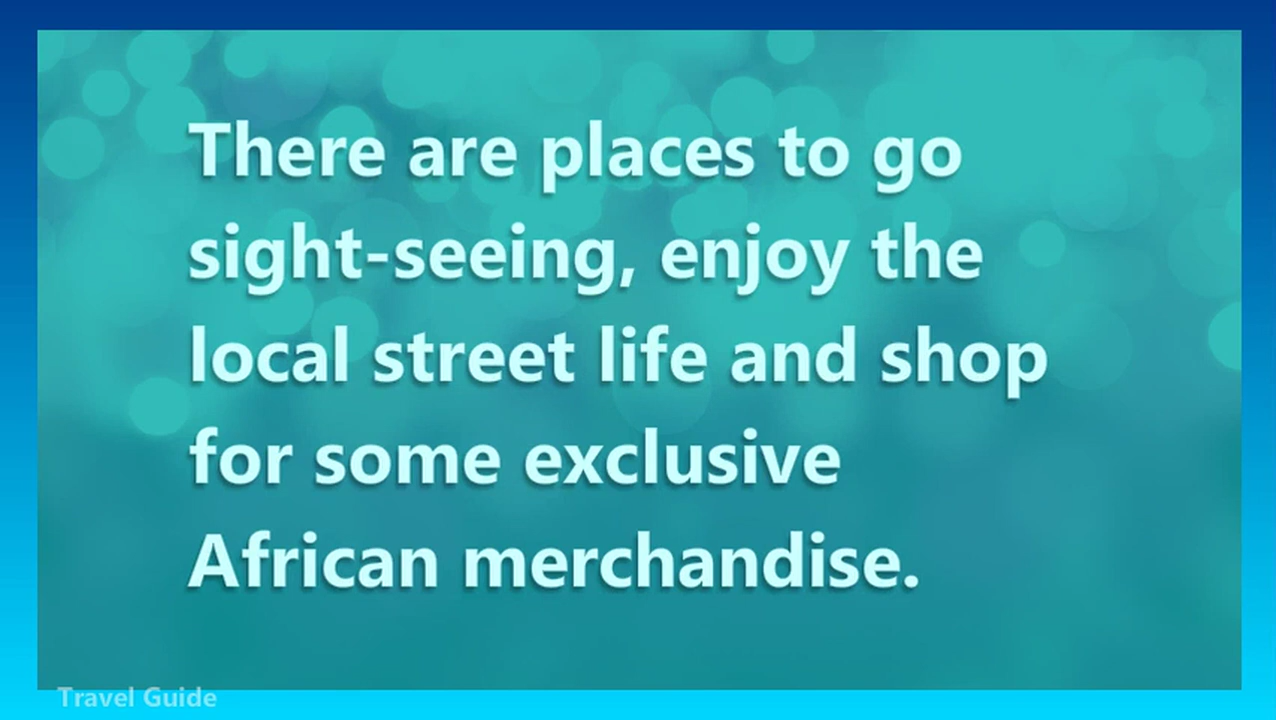 There are places to go
sight-seeing, enjoy the
local street life and shop
for some exclusive
African merchandise.
Travel Guide